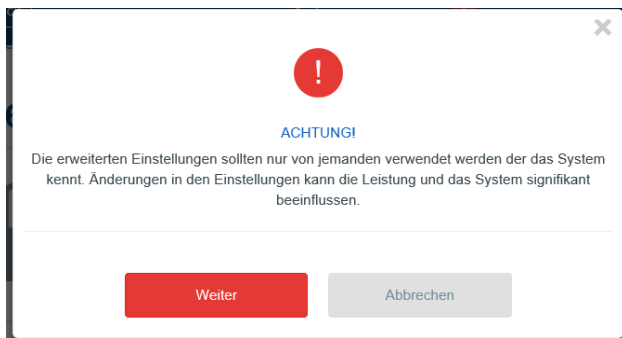 !
ACHTUNG!
Die erweiterten Einstellungen sollten nur von jemanden verwendet werden der das System
kennt. Änderungen in den Einstellungen kann die Leistung und das System signifikant
beeinflussen.
Weiter
Abbrechen